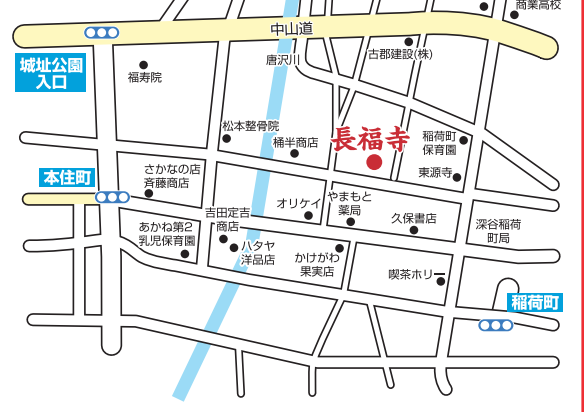 商業高校
中山道
古郡建設(株)
唐沢川
城址公園
入口
福寿院
松本整骨院
桶半商店
長福寺
稲荷町
保育園
東源寺
本住町
さかなの店
斉藤商店
吉田定吉
商店
オリケイ
やまもと
薬局
久保書店
深谷稲荷
町局
あかね第2
乳児保育園
ハタヤ
洋品店
かけがわ
果実店
喫茶ホリー
稲荷町